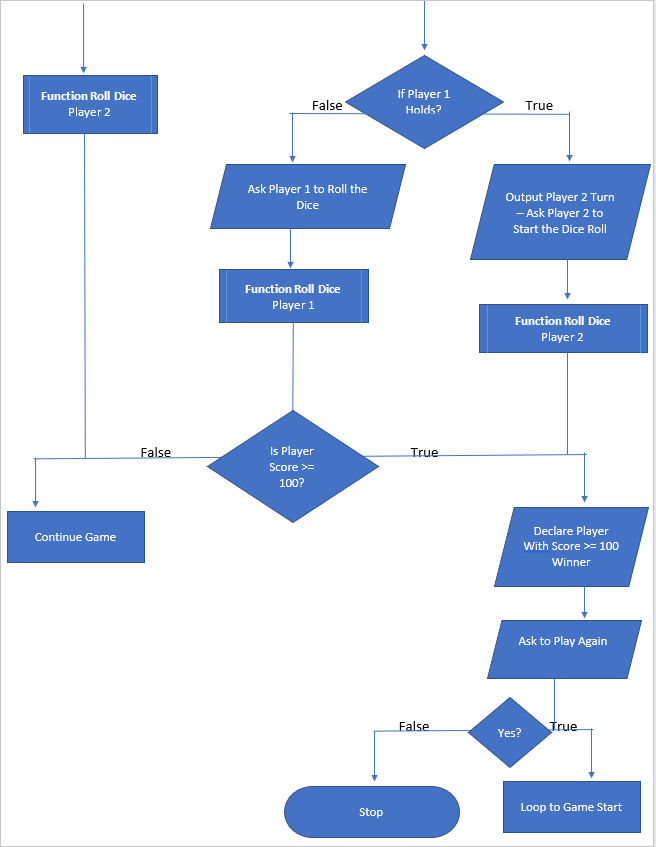 Function Roll Dice
Player 2
If Player 1
Holds?
False
True
Ask Player 1 to Roll the
Dice
Output Player 2 Turn
– Ask Player 2 to
Start the Dice Roll
Function Roll Dice
Player 1
Function Roll Dice
Player 2
Is Player
Score >=
100?
False
True
Continue Game
Declare Player
With Score >= 100
Winner
Ask to Play Again
Yes?
False
True
Stop
Loop to Game Start